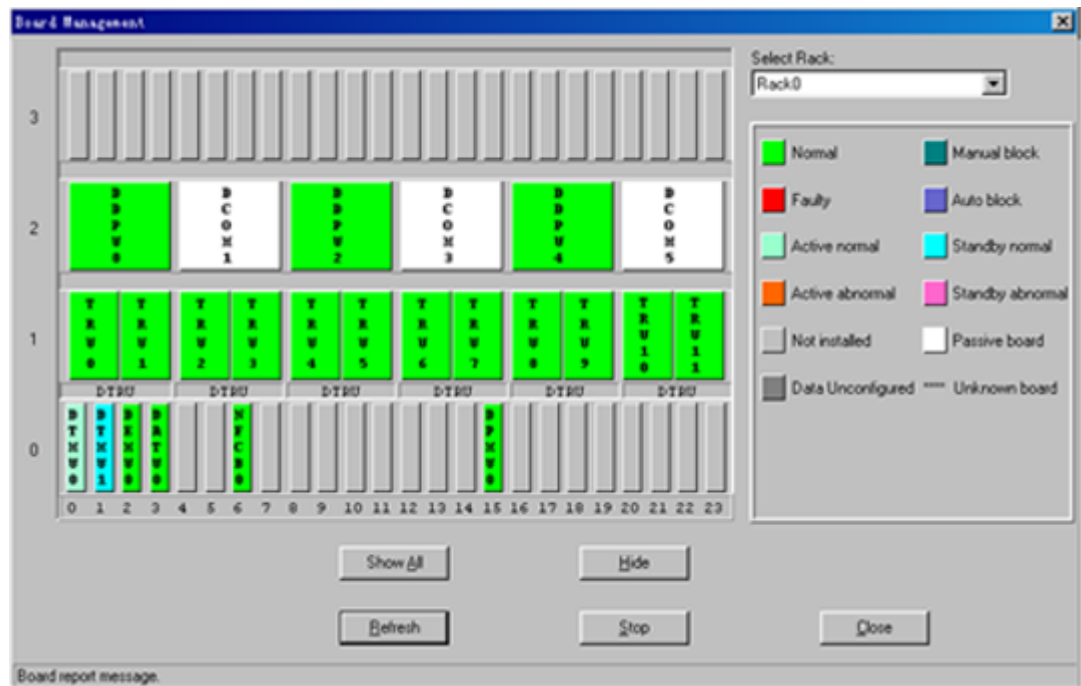 Board Management
Select Rack:
Rack0
3
Normal
Manual block
Faulty
Auto block
Active normal
Standby normal
Active abnormal
Standby abnormal
Not installed
Passive board
Data Unconfigured
Unknown board
2
DDPU0
DCOM1
DDPU2
DCOM3
DDPU4
DCOM5
1
TRU0
TRU1
TRU2
TRU3
TRU4
TRU5
TRU6
TRU7
TRU8
TRU9
TRU10
TRU11
DTRU DTRU DTRU DTRU DTRU DTRU
0
DTMU0
DTMU1
DEMU0
DATU0
NFCB0
DPMU0
0 1 2 3 4 5 6 7 8 9 10 11 12 13 14 15 16 17 18 19 20 21 22 23
Show All
Hide
Refresh
Stop
Close
Board report message.